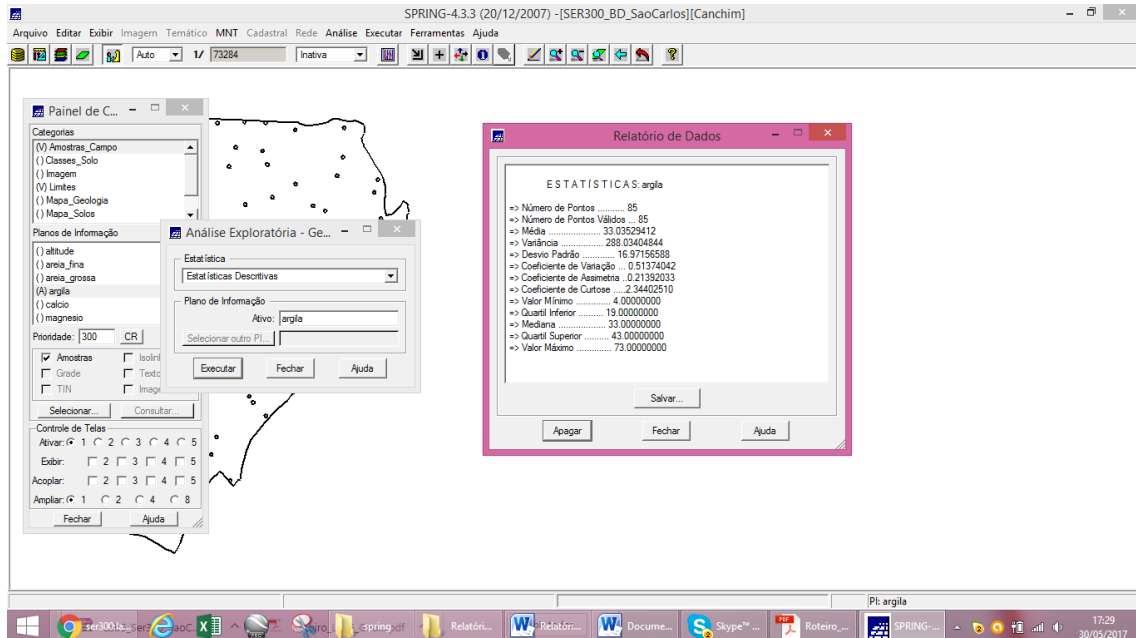 SPRING-4.3.3 (20/12/2007) -[SER300_BD_SaoCarlos][Canchim]
Arquivo Editar Exibir Imagem Temático MNT Cadastral Rede Análise Executar Ferramentas Ajuda
Auto 1/ 73284 Inativa
Painel de C...
Categorias
(V) Amostras_Campo
() Classes_Solo
() Imagem
(V) Limites
() Mapa_Geologia
() Mapa_Solos
Planos de Informação
() altitude
() areia_fina
() areia_grossa
(A) argila
() calcio
() magnesio
Prioridade: 300 CR
Amostras
Grade
TIN
Selecionar... Consultar...
Controle de Telas
Ativar: 1 2 3 4 5
Exibir: 2 3 4 5
Acoplar: 2 3 4 5
Ampliar: 1 2 4 8
Fechar Ajuda
Análise Exploratória - Ge...
Estatística
Estatísticas Descritivas
Plano de Informação
Ativo: argila
Selecionar outro PI...
Executar Fechar Ajuda
Relatório de Dados
E S T A T Í S T I C A S: argila
=> Número de Pontos ........... 85
=> Número de Pontos Válidos ... 85
=> Média ..................... 33.03529412
=> Variância ................. 288.03404844
=> Desvio Padrão ............. 16.97156588
=> Coeficiente de Variação ... 0.51374042
=> Coeficiente de Assimetria ..0.21392033
=> Coeficiente de Curtose .....2.34402510
=> Valor Mínimo .............. 4.00000000
=> Quartil Inferior .......... 19.00000000
=> Mediana ................... 33.00000000
=> Quartil Superior .......... 43.00000000
=> Valor Máximo .............. 73.00000000
Salvar...
Apagar Fechar Ajuda
PI: argila
spring Relatóri... Relatóri... Docume... Skype™ ... Roteiro_... SPRING-...
17:29
30/05/2017